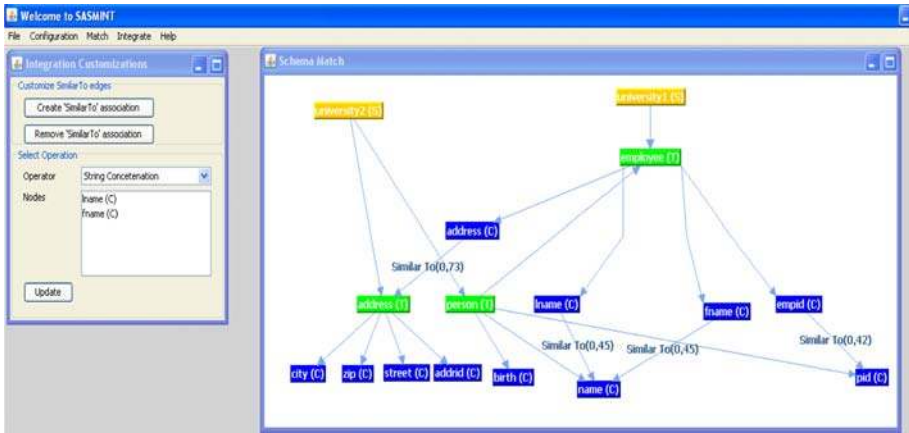 Welcome to SASMINT
File Configuration Match Integrate Help
Integration Customizations
Customize SimilarTo edges
Create 'SimilarTo' association
Remove 'SimilarTo' association
Select Operation
Operator String Concetenation
Nodes lname (C)
fname (C)
Update
Schema Match
university2 (S)
university1 (S)
employee (T)
address (C)
Similar To(0,73)
address (T)
person (T)
lname (C)
fname (C)
empid (C)
Similar To(0,45)
Similar To(0,45)
Similar To(0,42)
city (C)
zip (C)
street (C)
addrid (C)
birth (C)
name (C)
pid (C)